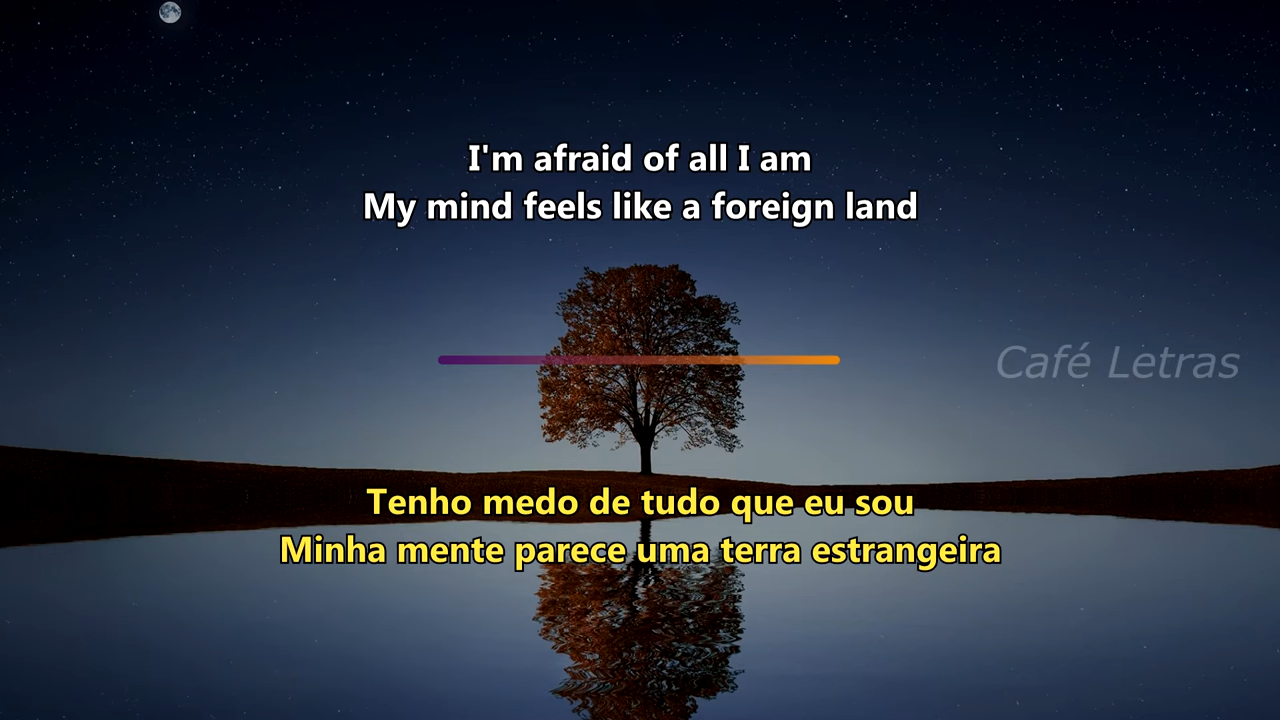 I'm afraid of all I am
My mind feels like a foreign land
Café Letras
Tenho medo de tudo que eu sou
Minha mente parece uma terra estrangeira